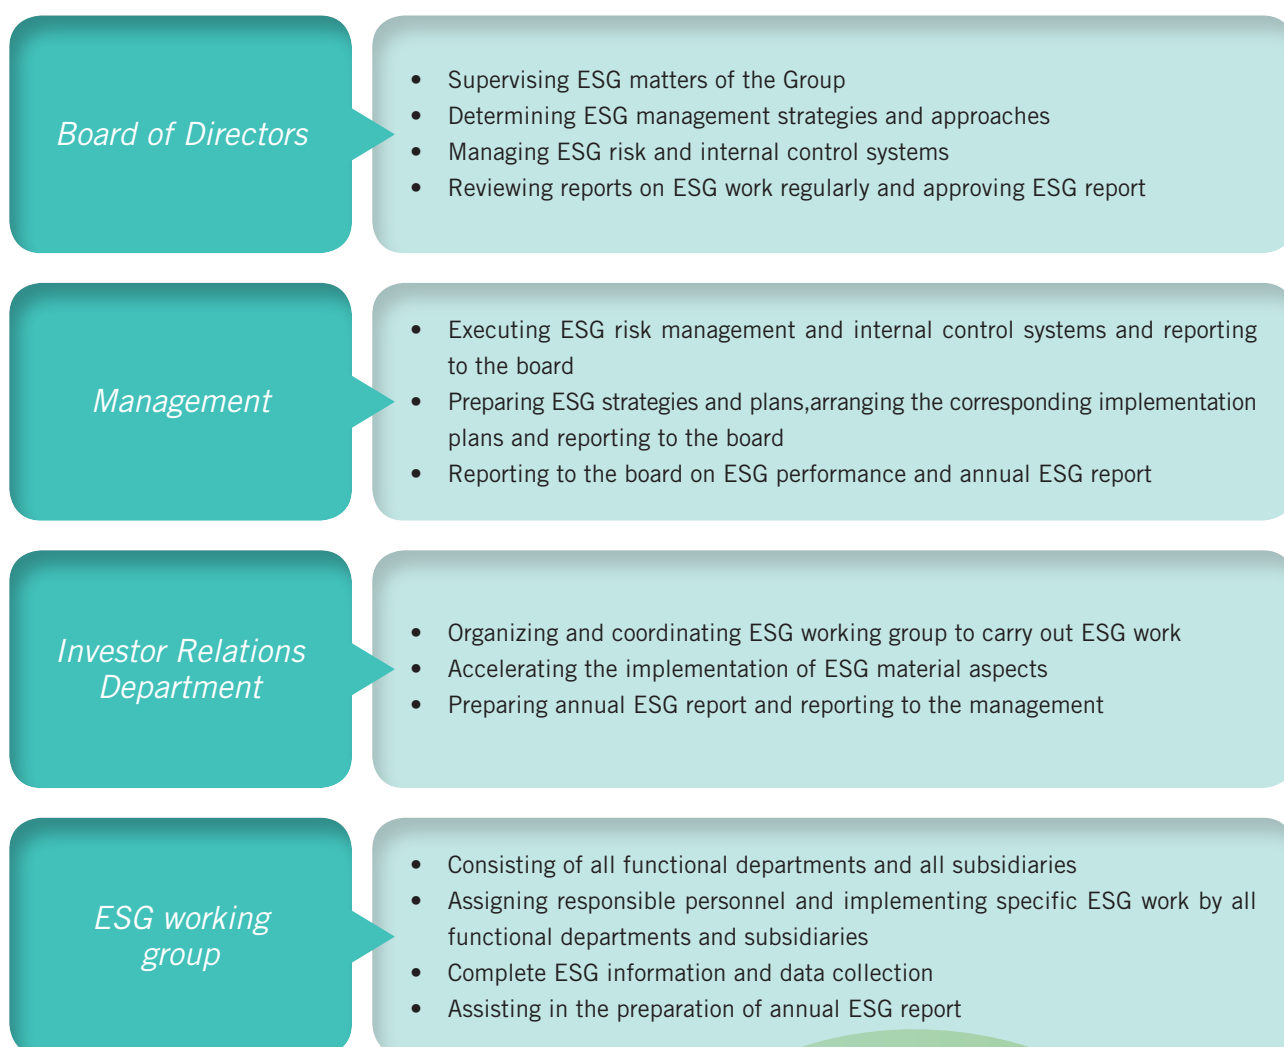 Board of Directors
• Supervising ESG matters of the Group
• Determining ESG management strategies and approaches
• Managing ESG risk and internal control systems
• Reviewing reports on ESG work regularly and approving ESG report
Management
• Executing ESG risk management and internal control systems and reporting
to the board
• Preparing ESG strategies and plans,arranging the corresponding implementation
plans and reporting to the board
• Reporting to the board on ESG performance and annual ESG report
Investor Relations
Department
• Organizing and coordinating ESG working group to carry out ESG work
• Accelerating the implementation of ESG material aspects
• Preparing annual ESG report and reporting to the management
ESG working
group
• Consisting of all functional departments and all subsidiaries
• Assigning responsible personnel and implementing specific ESG work by all
functional departments and subsidiaries
• Complete ESG information and data collection
• Assisting in the preparation of annual ESG report